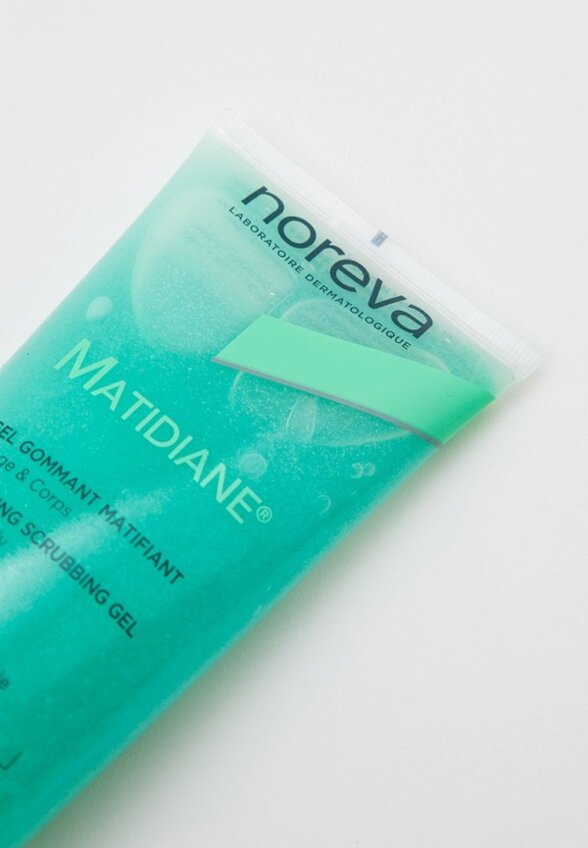 noreva
LABORATOIRE DERMATOLOGIQUE
MATIDIANE®
GEL GOMMANT MATIFIANT
& Corps
SCRUBBING GEL